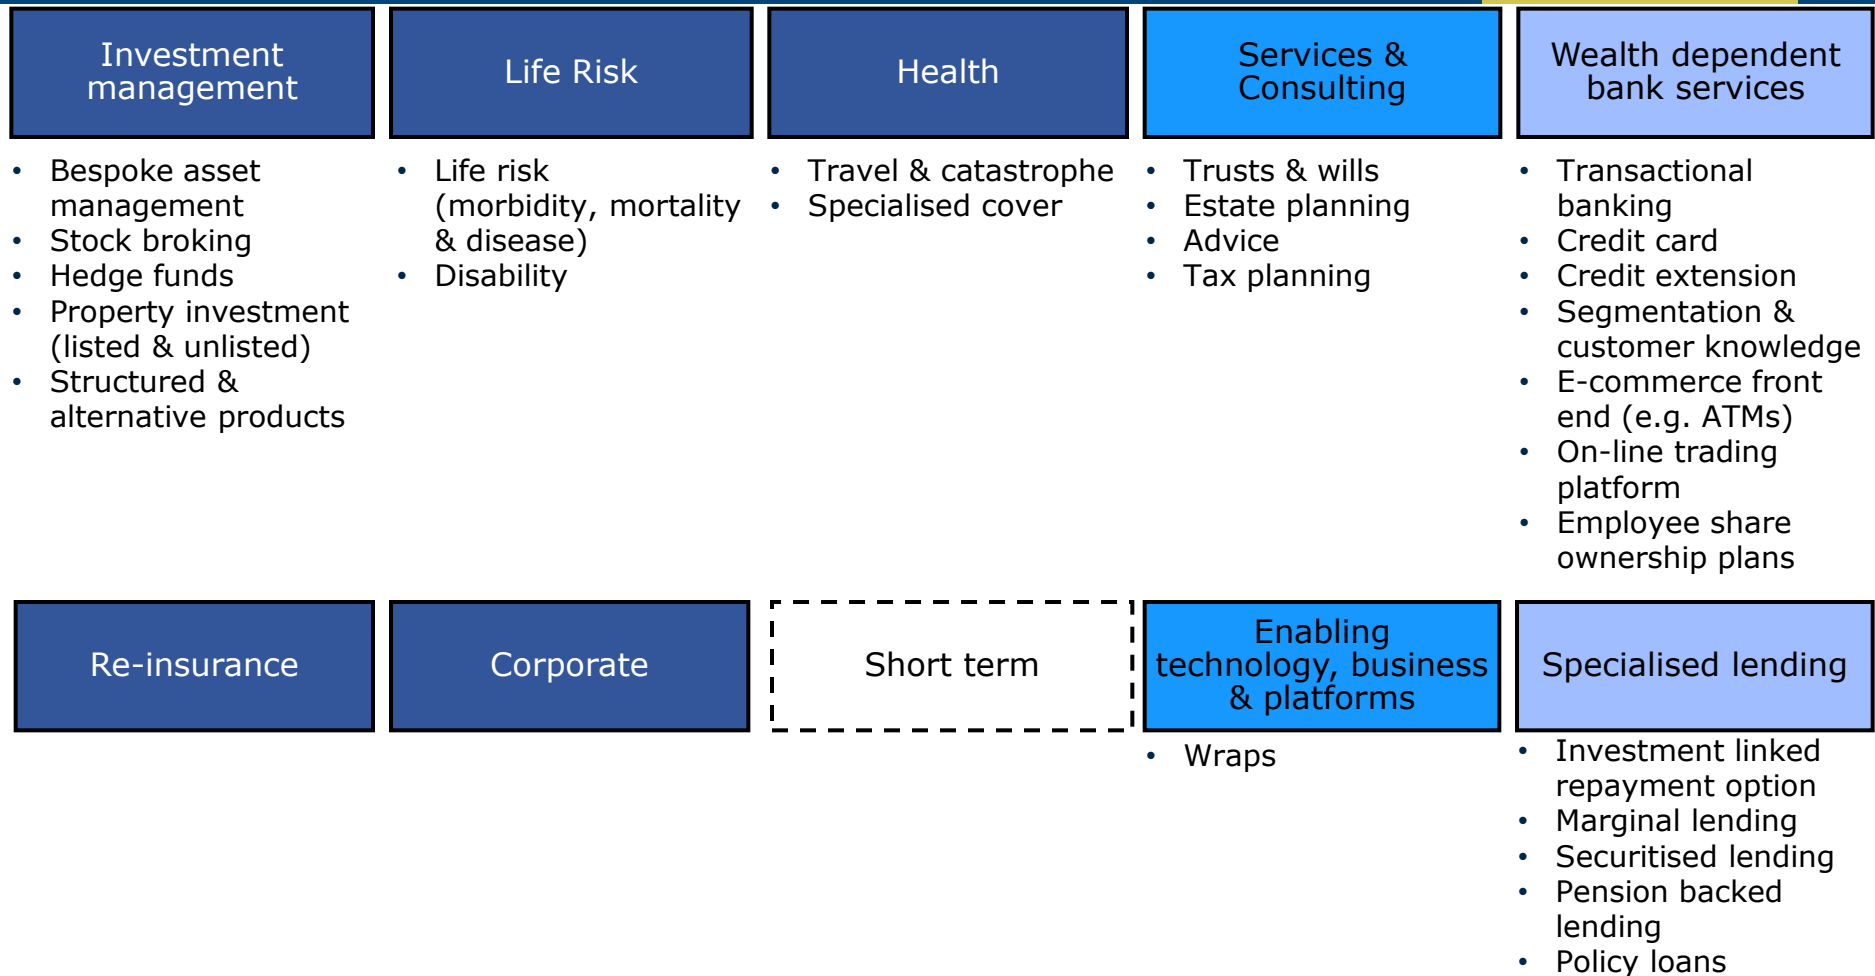 Investment
management
Life Risk
Health
Services &
Consulting
Wealth dependent
bank services
• Bespoke asset
management
• Stock broking
• Hedge funds
• Property investment
(listed & unlisted)
• Structured &
alternative products
• Life risk
(morbidity, mortality
& disease)
• Disability
• Travel & catastrophe
• Specialised cover
• Trusts & wills
• Estate planning
• Advice
• Tax planning
• Transactional
banking
• Credit card
• Credit extension
• Segmentation &
customer knowledge
• E-commerce front
end (e.g. ATMs)
• On-line trading
platform
• Employee share
ownership plans
Re-insurance
Corporate
Short term
Enabling
technology, business
& platforms
Specialised lending
• Wraps
• Investment linked
repayment option
• Marginal lending
• Securitised lending
• Pension backed
lending
• Policy loans